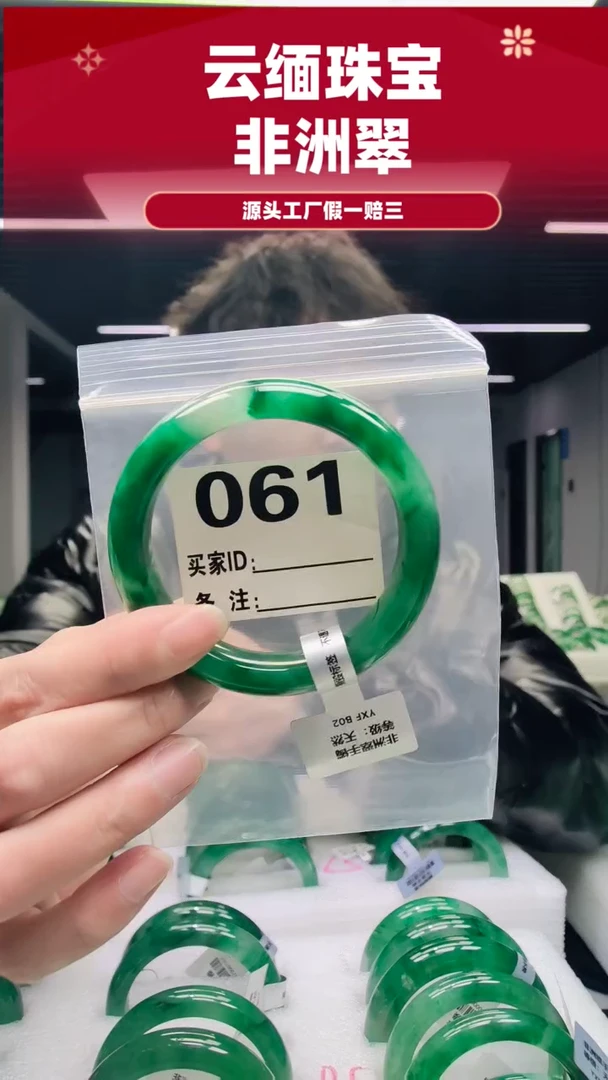 云缅珠宝
非洲翠
源头工厂假一赔三
061
买家ID:
备 注:
非洲翠手镯
等级:天然
YXF B02